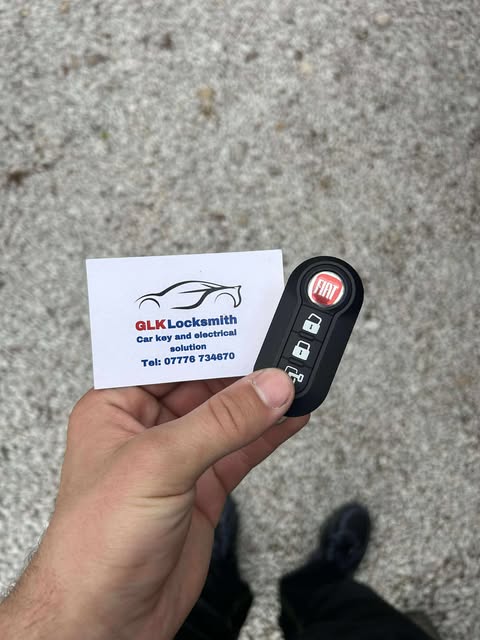 GLKLocksmith
Car key and electrical
solution
Tel: 07776 734670
FIAT